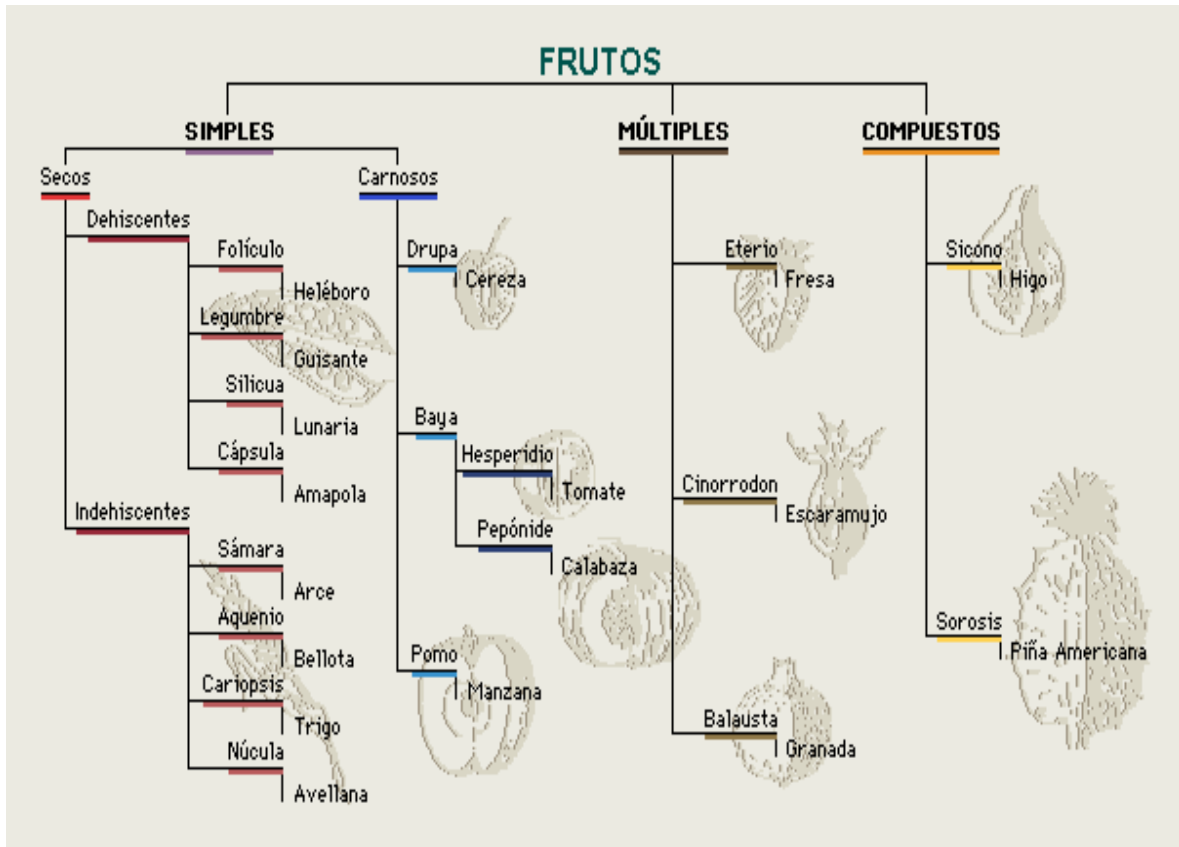 FRUTOS
SIMPLES
MÚLTIPLES
COMPUESTOS
Secos
Carnosos
Dehiscentes
Folículo
Heléboro
Legumbre
Guisante
Silicua
Lunaria
Cápsula
Amapola
Indehiscentes
Sámara
Arce
Aquenio
Bellota
Cariopsis
Trigo
Núcula
Avellana
Drupa
Cereza
Baya
Hesperidio
Tomate
Pepónide
Calabaza
Pomo
Manzana
Eterio
Fresa
Cinorrodon
Escaramujo
Balausta
Granada
Sicono
Higo
Sorosis
Piña Americana